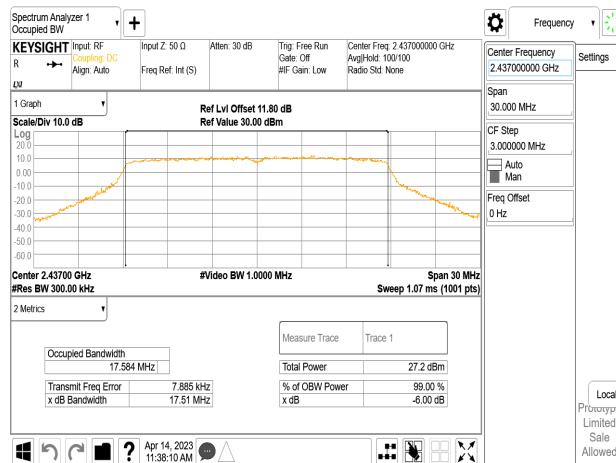 Spectrum Analyzer 1
Occupied BW
Frequency
KEYSIGHT
R
Input: RF
Coupling: DC
Align: Auto
Input Z: 50 Ω
Freq Ref: Int (S)
Atten: 30 dB
Trig: Free Run
Gate: Off
#IF Gain: Low
Center Freq: 2.437000000 GHz
Avg|Hold: 100/100
Radio Std: None
Center Frequency
2.437000000 GHz
Settings
Span
30.000 MHz
CF Step
3.000000 MHz
Auto
Man
Freq Offset
0 Hz
1 Graph
Scale/Div 10.0 dB
Ref Lvl Offset 11.80 dB
Ref Value 30.00 dBm
Log
20.0
10.0
0.00
-10.0
-20.0
-30.0
-40.0
-50.0
-60.0
Center 2.43700 GHz
#Video BW 1.0000 MHz
Span 30 MHz
#Res BW 300.00 kHz
Sweep 1.07 ms (1001 pts)
2 Metrics
Measure Trace
Trace 1
Occupied Bandwidth
17.584 MHz
Total Power
27.2 dBm
Transmit Freq Error
7.885 kHz
% of OBW Power
99.00 %
x dB Bandwidth
17.51 MHz
x dB
-6.00 dB
Local
Prototyp
Limited
Sale
Allowed
?
Apr 14, 2023
11:38:10 AM